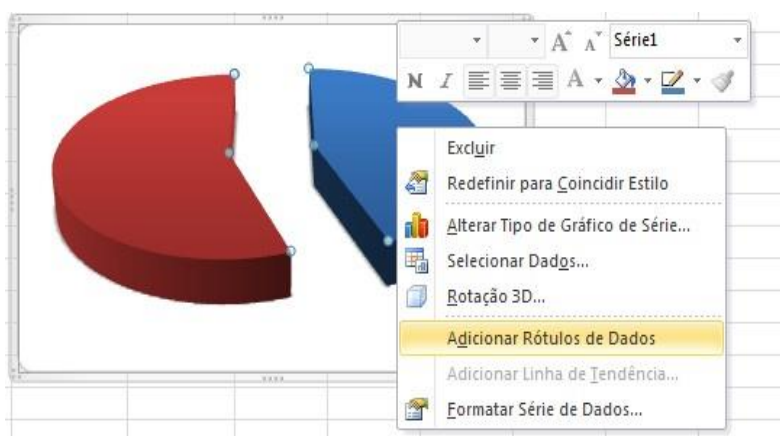 A A Série1
N I A
Excluir
Redefinir para Coincidir Estilo
Alterar Tipo de Gráfico de Série...
Selecionar Dados...
Rotação 3D...
Adicionar Rótulos de Dados
Adicionar Linha de Tendência...
Formatar Série de Dados...